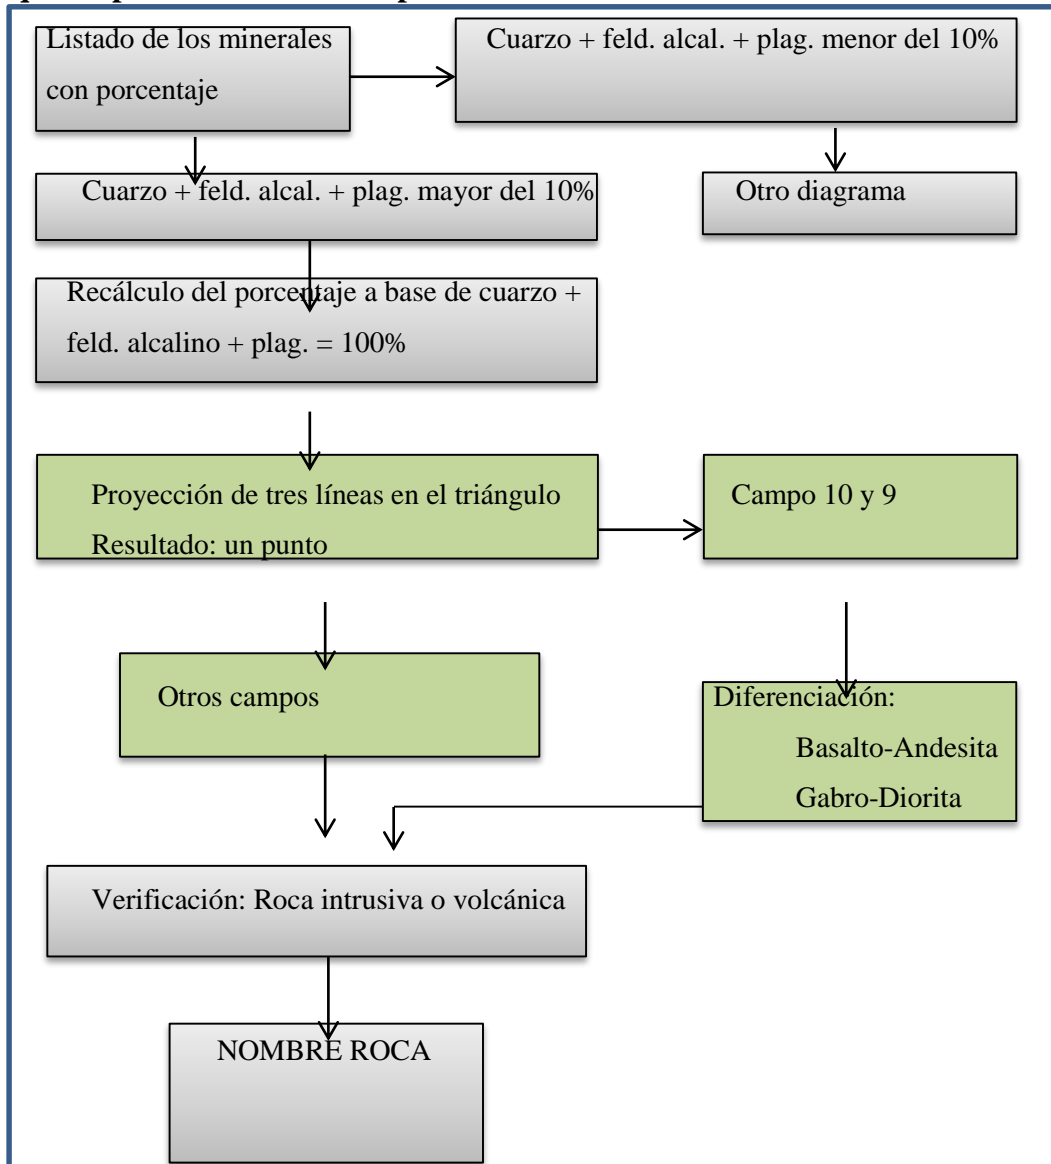 Listado de los minerales
con porcentaje
Cuarzo + feld. alcal. + plag. menor del 10%
Cuarzo + feld. alcal. + plag. mayor del 10%
Otro diagrama
Recálculo del porcentaje a base de cuarzo +
feld. alcalino + plag. = 100%
Proyección de tres líneas en el triángulo
Resultado: un punto
Campo 10 y 9
Otros campos
Diferenciación:
Basalto-Andesita
Gabro-Diorita
Verificación: Roca intrusiva o volcánica
NOMBRE ROCA